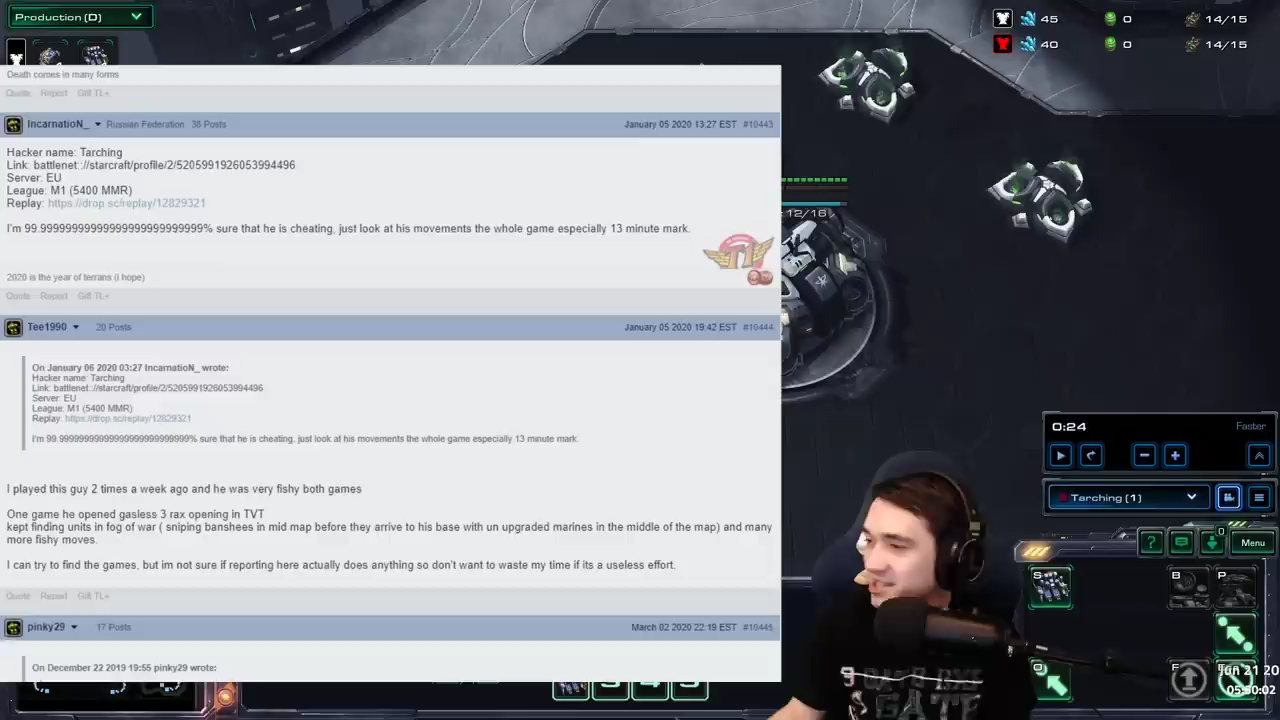 Production (D)
45 0 14/15
40 0 14/15
Death comes in many forms
Quote Report Gift TL+
IncarnatioN_ Russian Federation 38 Posts January 05 2020 13:27 EST #10443
Hacker name: Tarching
Link: battlenet://starcraft/profile/2/5205991926053994496
Server: EU
League: M1 (5400 MMR)
Replay: https://drop.sc/replay/12829321
I'm 99.9999999999999999999999999% sure that he is cheating, just look at his movements the whole game especially 13 minute mark.
T1
2020 is the year of terrans (i hope)
Quote Report Gift TL+
Tee1990 20 Posts January 05 2020 19:42 EST #10444
On January 06 2020 03:27 IncarnatioN_ wrote:
Hacker name: Tarching
Link: battlenet://starcraft/profile/2/5205991926053994496
Server: EU
League: M1 (5400 MMR)
Replay: https://drop.sc/replay/12829321
I'm 99.9999999999999999999999999% sure that he is cheating, just look at his movements the whole game especially 13 minute mark.
I played this guy 2 times a week ago and he was very fishy both games
One game he opened gasless 3 rax opening in TVT
kept finding units in fog of war ( sniping banshees in mid map before they arrive to his base with un upgraded marines in the middle of the map) and many
more fishy moves.
I can try to find the games, but im not sure if reporting here actually does anything so don't want to waste my time if its a useless effort.
Quote Report Gift TL+
pinky29 17 Posts March 02 2020 22:19 EST #10445
On December 22 2019 19:55 pinky29 wrote:
:12/16
0:24 Faster
Tarching (1)
? 0 Menu
S B P
O F
Jun 21 20
05:50:02
GATE